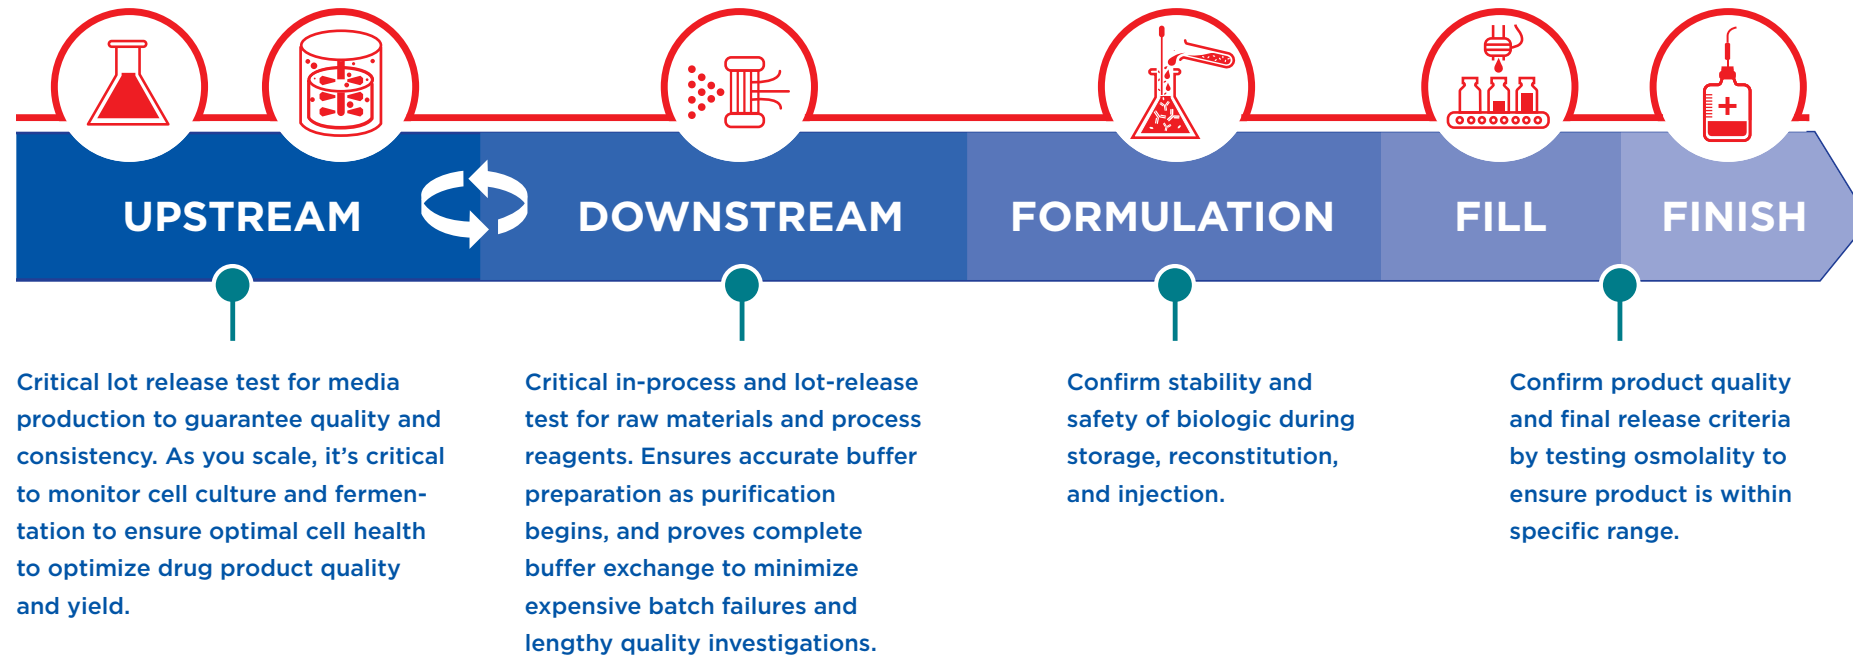 UPSTREAM
DOWNSTREAM
FORMULATION
FILL
FINISH
Critical lot release test for media
production to guarantee quality and
consistency. As you scale, it’s critical
to monitor cell culture and fermen-
tation to ensure optimal cell health
to optimize drug product quality
and yield.
Critical in-process and lot-release
test for raw materials and process
reagents. Ensures accurate buffer
preparation as purification
begins, and proves complete
buffer exchange to minimize
expensive batch failures and
lengthy quality investigations.
Confirm stability and
safety of biologic during
storage, reconstitution,
and injection.
Confirm product quality
and final release criteria
by testing osmolality to
ensure product is within
specific range.